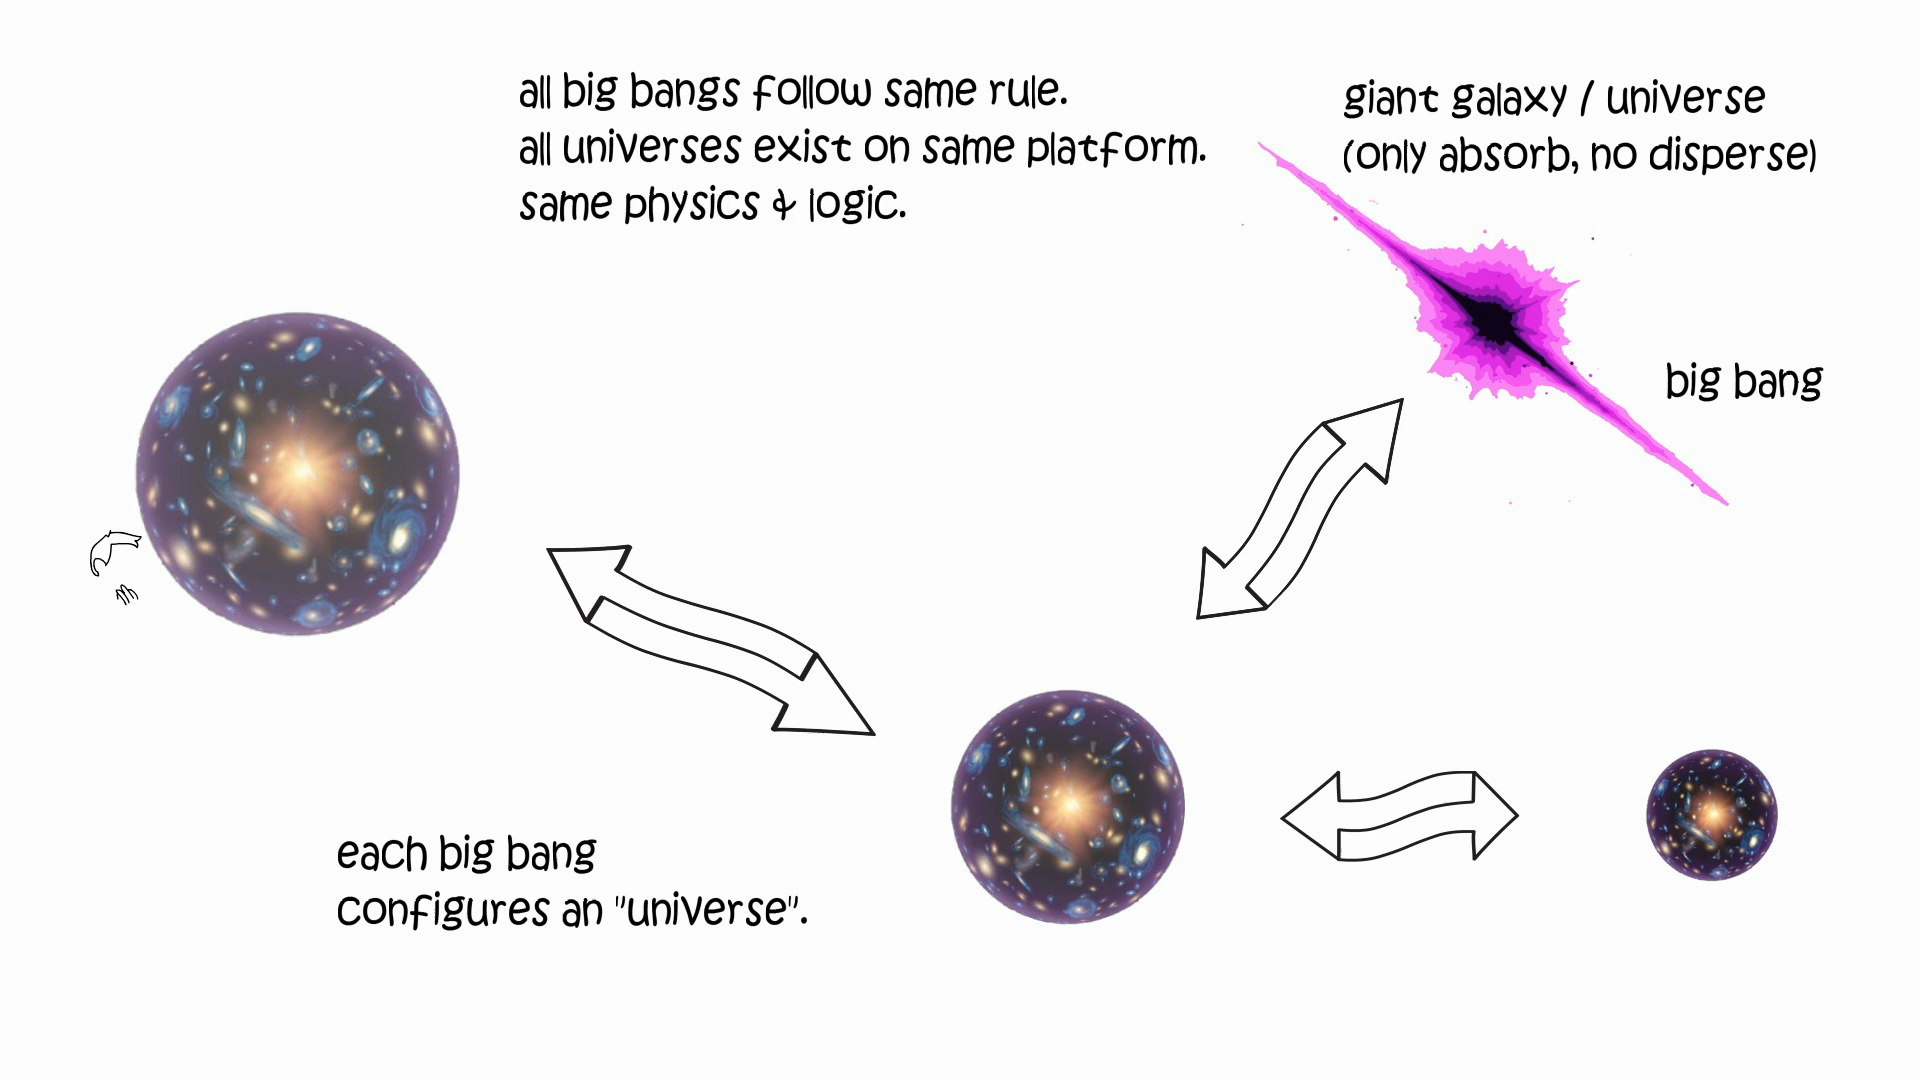 all big bangs follow same rule.
all universes exist on same platform.
same physics & logic.
giant galaxy / universe
(only absorb, no disperse)
big bang
each big bang
configures an "universe".